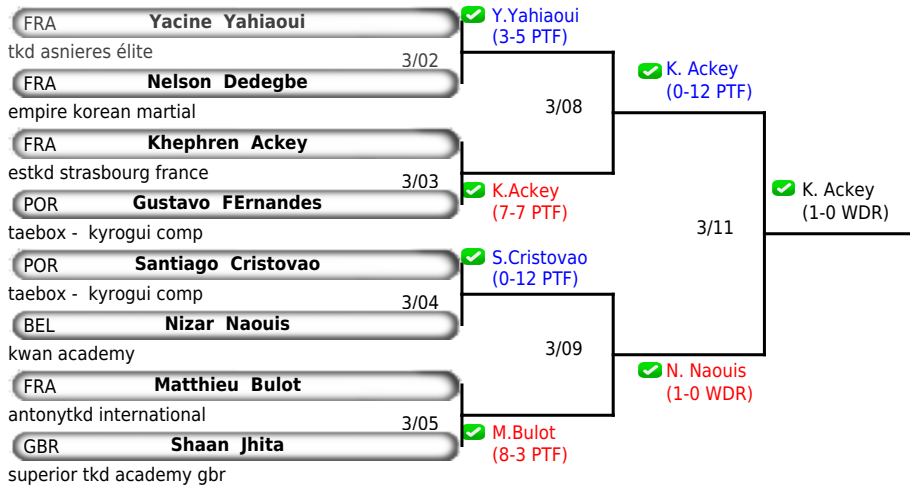 FRA Yacine Yahiaoui
tkd asnieres élite
3/02
FRA Nelson Dedegbe
empire korean martial
FRA Khephren Ackey
estkd strasbourg france
3/03
POR Gustavo FErnandes
taebox - kyrogui comp
POR Santiago Cristovao
taebox - kyrogui comp
3/04
BEL Nizar Naouis
kwan academy
FRA Matthieu Bulot
antonytkd international
3/05
GBR Shaan Jhita
superior tkd academy gbr
Y.Yahiaoui
(3-5 PTF)
3/08
K.Ackey
(7-7 PTF)
S.Cristovao
(0-12 PTF)
3/09
M.Bulot
(8-3 PTF)
K. Ackey
(0-12 PTF)
3/11
N. Naouis
(1-0 WDR)
K. Ackey
(1-0 WDR)